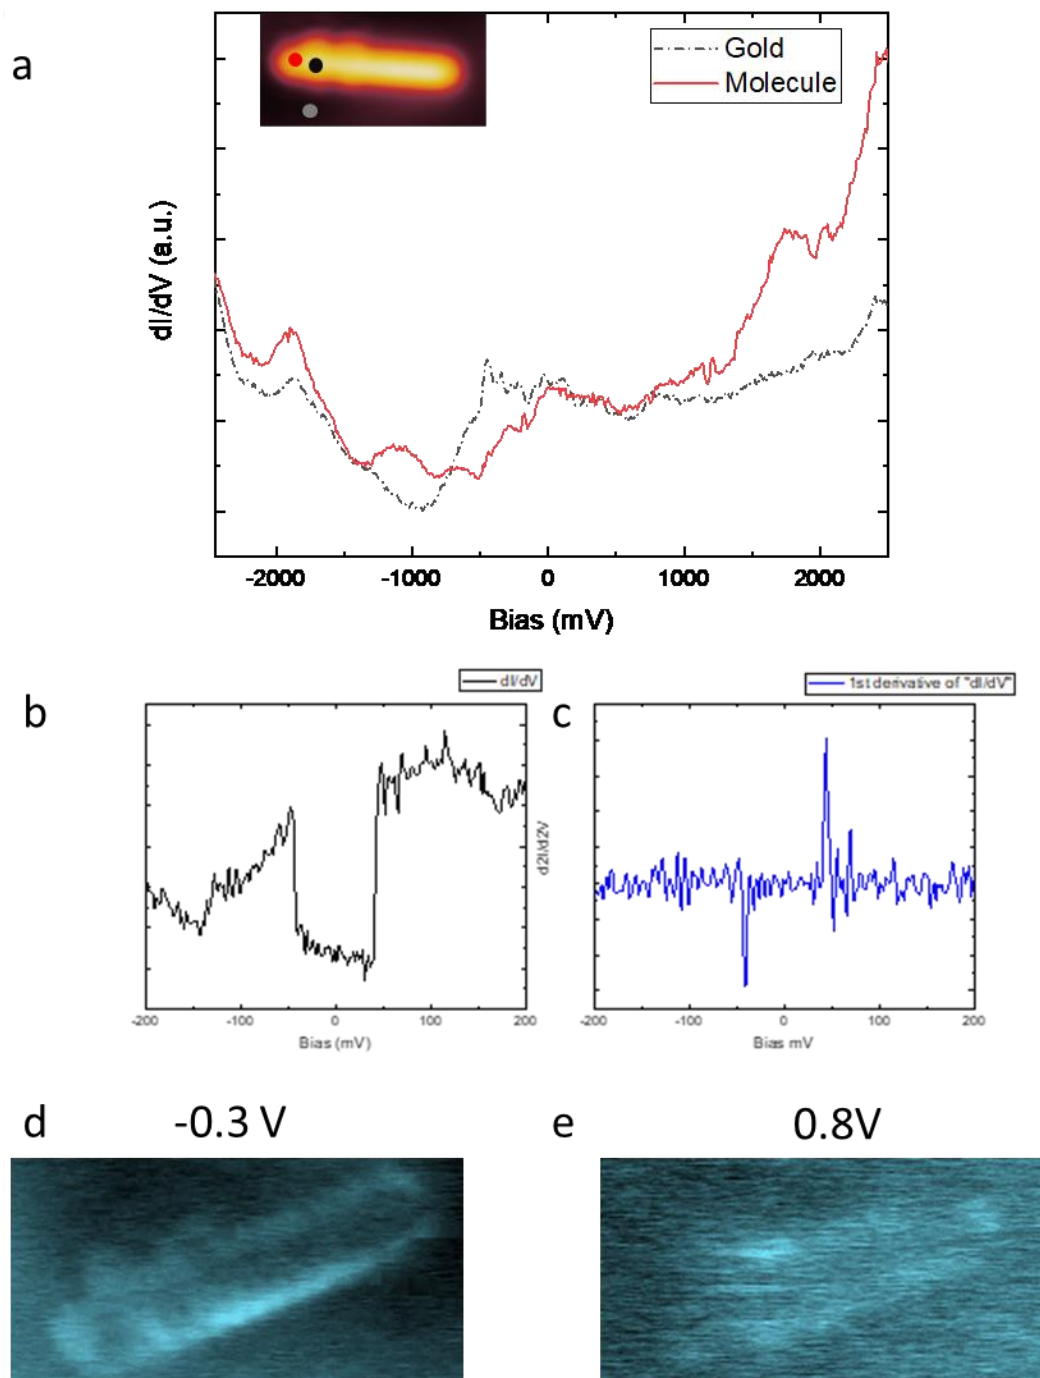 a
Gold
Molecule
dI/dV (a.u.)
-2000 -1000 0 1000 2000
Bias (mV)
b
dI/dV
-200 -100 0 100 200
Bias (mV)
c
1st derivative of "dI/dV"
d2I/d2V
-200 -100 0 100 200
Bias mV
d
-0.3 V
e
0.8V